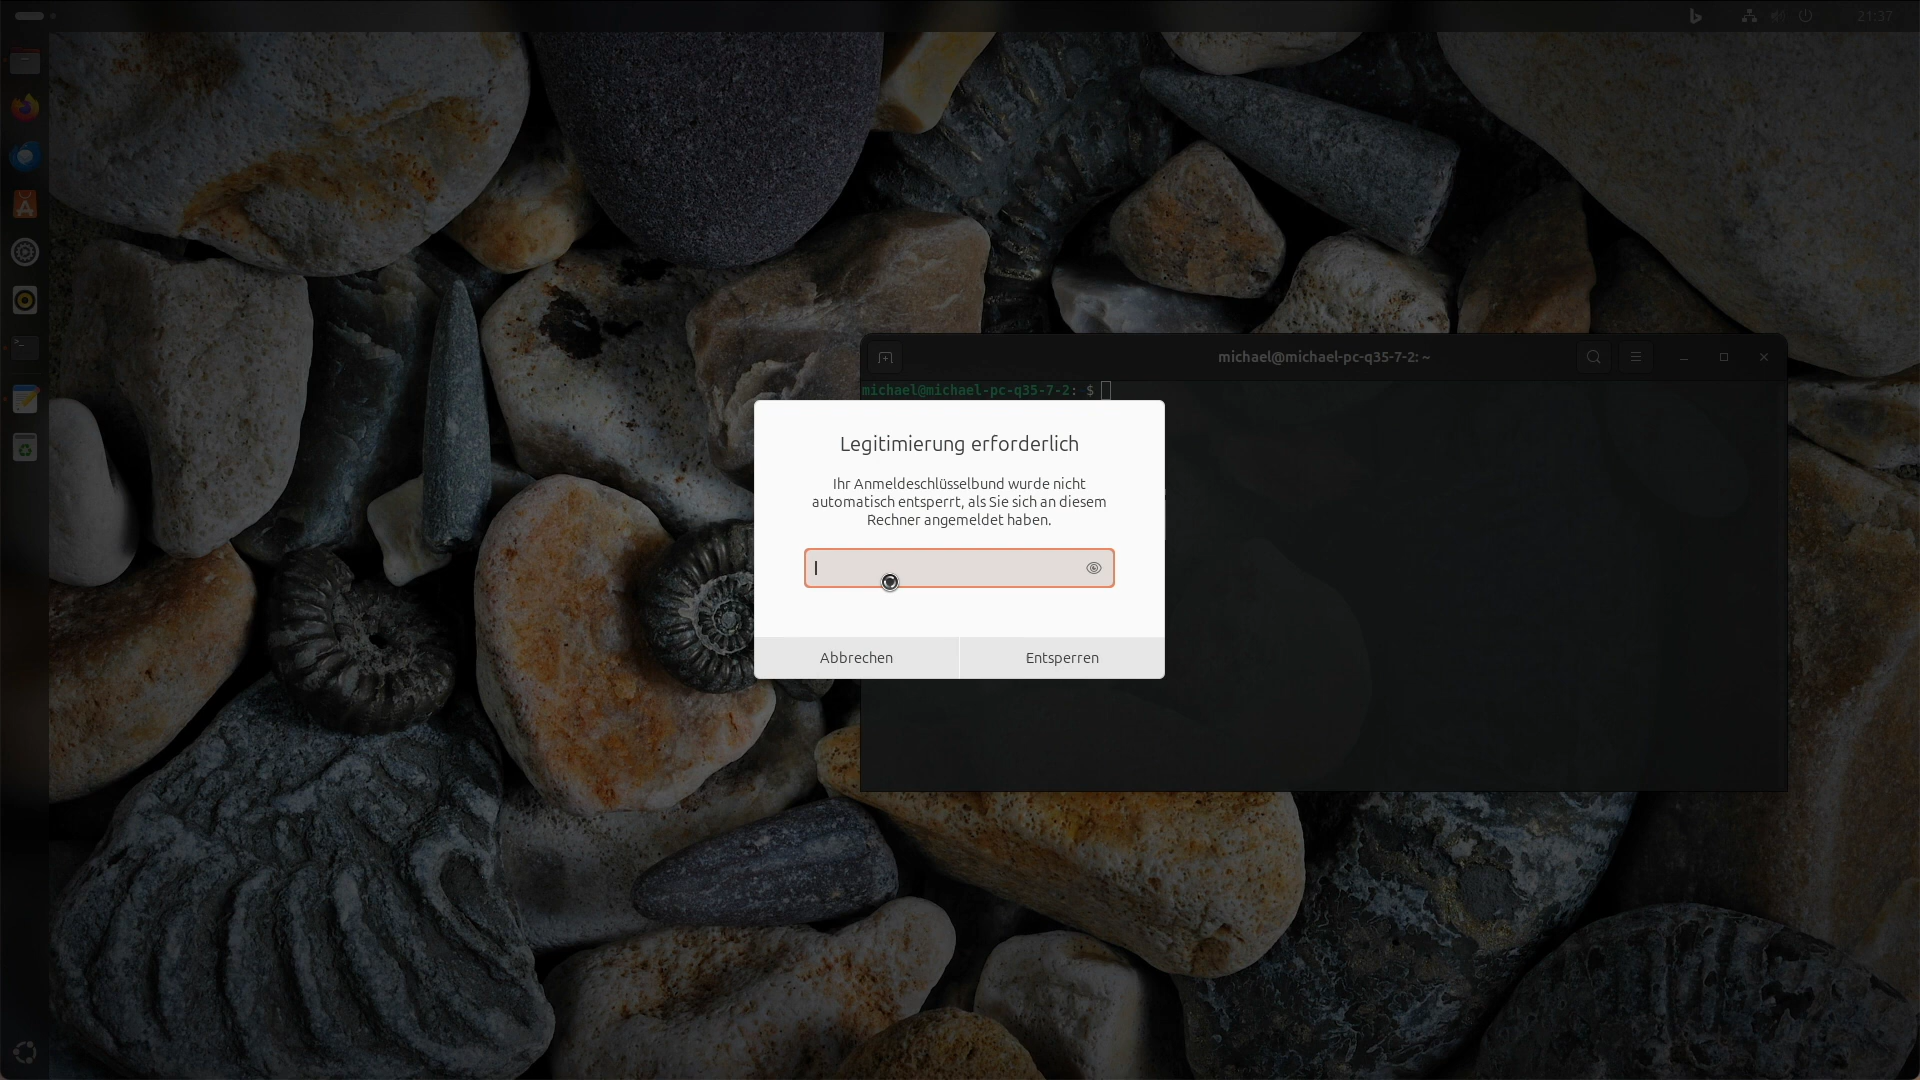 21:37
michael@michael-pc-q35-7-2: ~
michael@michael-pc-q35-7-2: $
Legitimierung erforderlich
Ihr Anmeldeschlüsselbund wurde nicht
automatisch entsperrt, als Sie sich an diesem
Rechner angemeldet haben.
Abbrechen
Entsperren